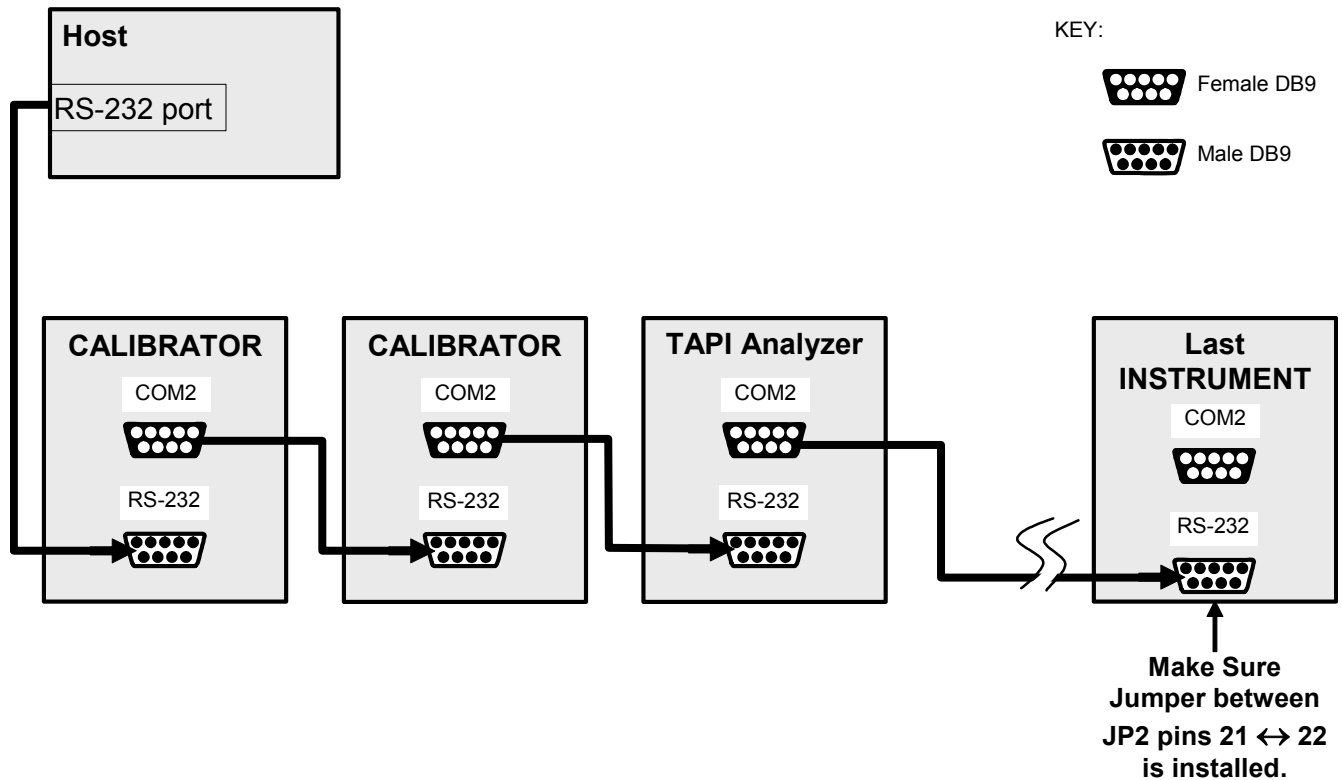 Host
RS-232 port
KEY:
Female DB9
Male DB9
CALIBRATOR
COM2
RS-232
CALIBRATOR
COM2
RS-232
TAPI Analyzer
COM2
RS-232
Last
INSTRUMENT
COM2
RS-232
Make Sure
Jumper between
JP2 pins 21 ↔ 22
is installed.